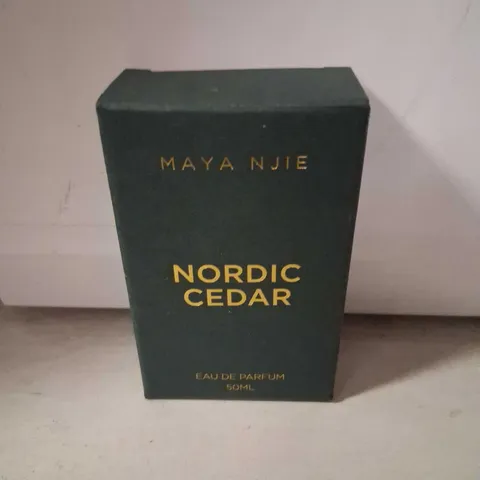 MAYA NJIE
NORDIC
CEDAR
EAU DE PARFUM
50ML